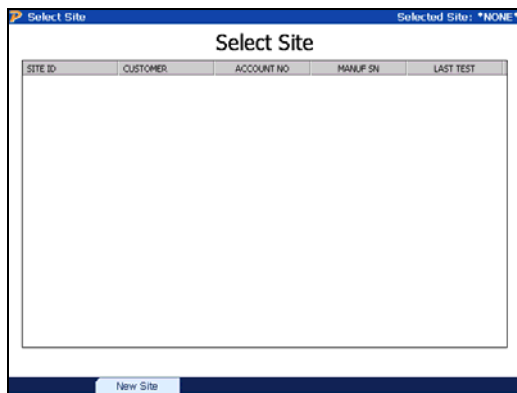 Select Site Selected Site: *NONE*
Select Site
SITE ID CUSTOMER ACCOUNT NO MANUF SN LAST TEST
New Site